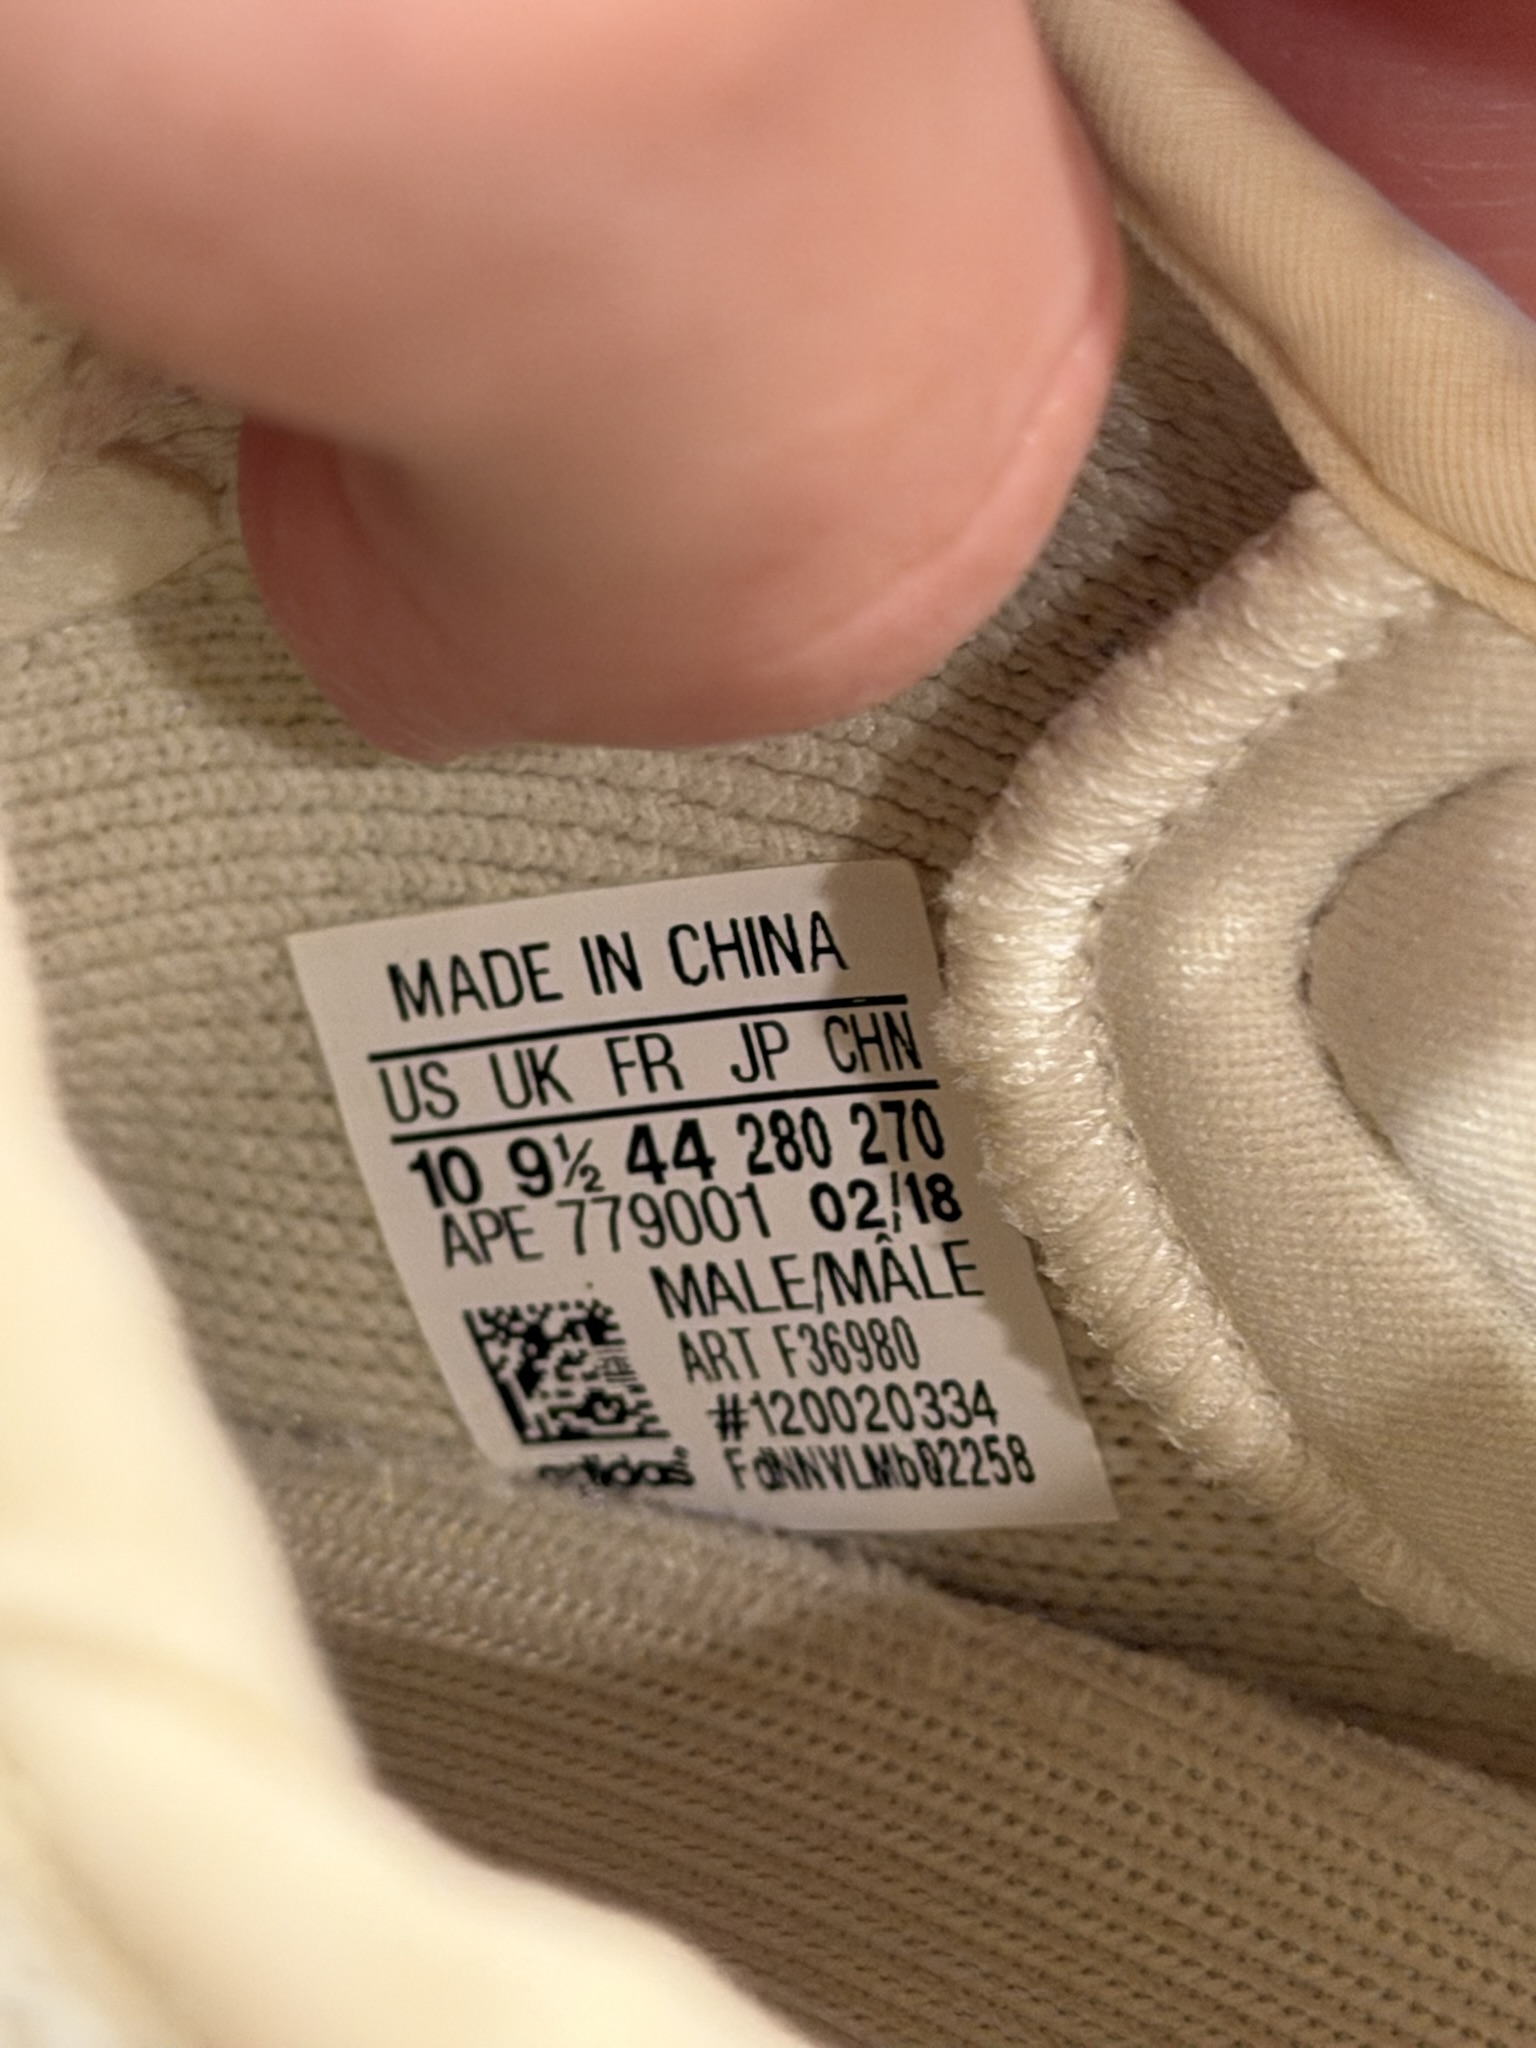 MADE IN CHINA
US UK FR JP CHN
10 9½ 44 280 270
APE 779001 02/18
MALE/MÂLE
ART F36980
#120020334
adidas®